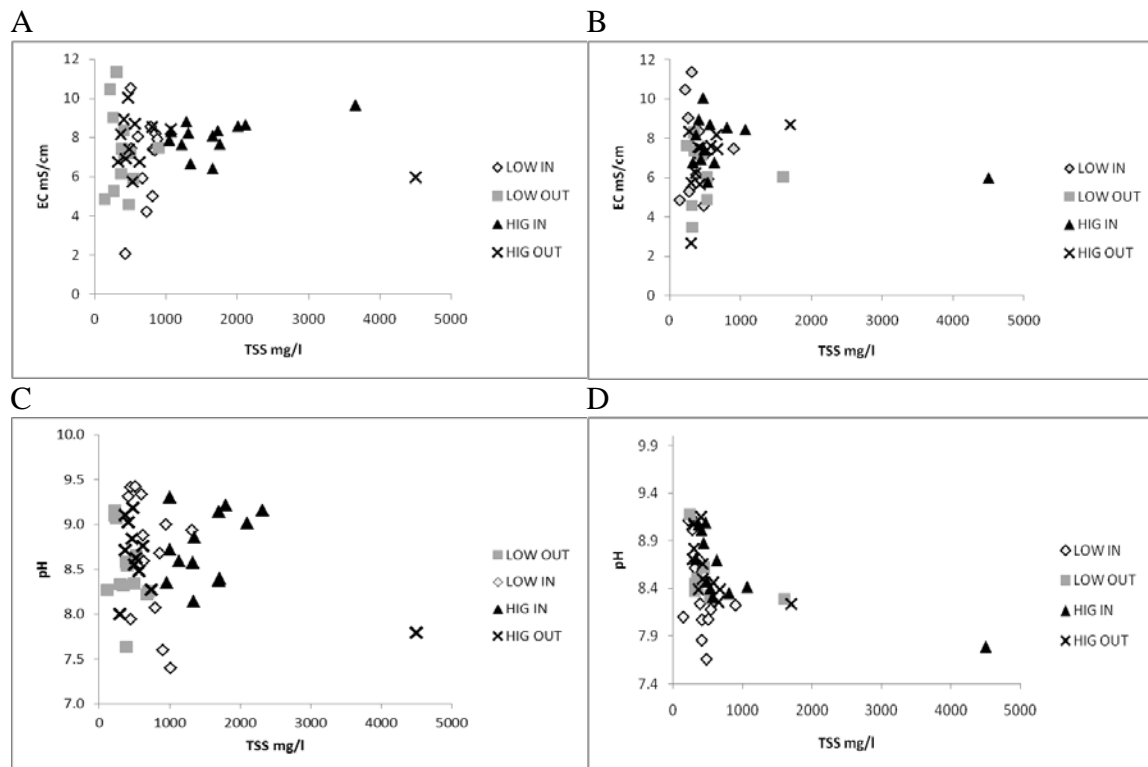 A
12
10
8
6
4
2
0
EC mS/cm
0 1000 2000 3000 4000 5000
TSS mg/l
LOW IN
LOW OUT
HIG IN
HIG OUT
B
12
10
8
6
4
2
0
EC mS/cm
0 1000 2000 3000 4000 5000
TSS mg/l
LOW IN
LOW OUT
HIG IN
HIG OUT
C
10.0
9.5
9.0
8.5
8.0
7.5
7.0
pH
0 1000 2000 3000 4000 5000
TSS mg/l
LOW OUT
LOW IN
HIG IN
HIG OUT
D
9.9
9.4
8.9
8.4
7.9
7.4
pH
0 1000 2000 3000 4000 5000
TSS mg/l
LOW IN
LOW OUT
HIG IN
HIG OUT